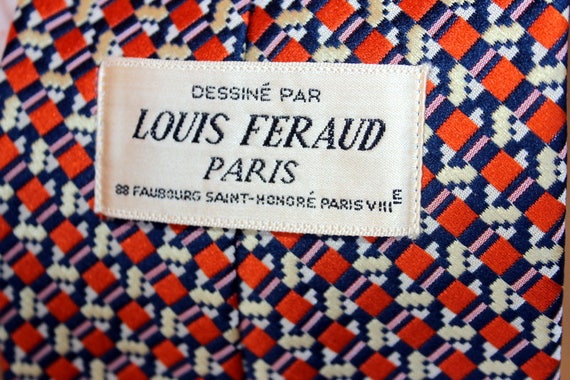 DESSINÉ PAR
LOUIS FERAUD
PARIS
88 FAUBOURG SAINT-HONORÉ PARIS VIIIE